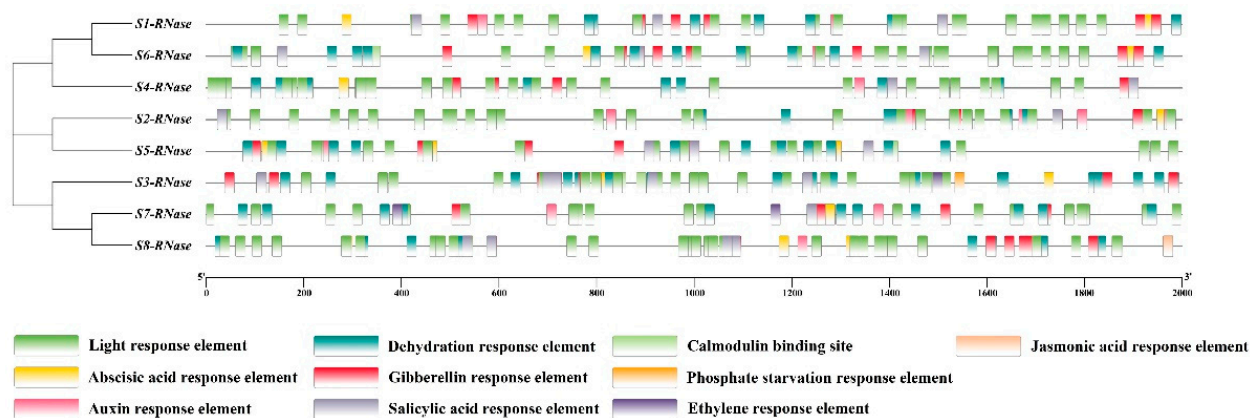 S1-RNase
S6-RNase
S4-RNase
S2-RNase
S5-RNase
S3-RNase
S7-RNase
S8-RNase
5' 3'
0 200 400 600 800 1000 1200 1400 1600 1800 2000
Light response element Dehydration response element Calmodulin binding site Jasmonic acid response element
Abscisic acid response element Gibberellin response element Phosphate starvation response element
Auxin response element Salicylic acid response element Ethylene response element